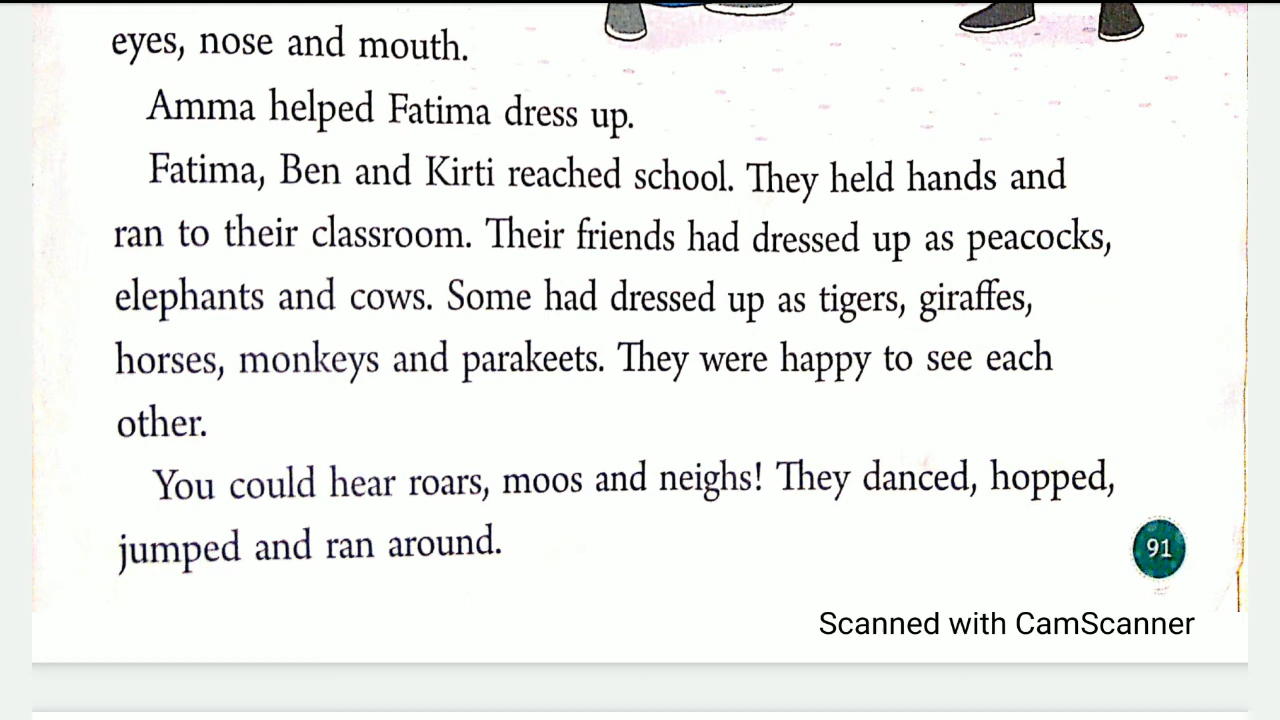 eyes, nose and mouth.
Amma helped Fatima dress up.
Fatima, Ben and Kirti reached school. They held hands and
ran to their classroom. Their friends had dressed up as peacocks,
elephants and cows. Some had dressed up as tigers, giraffes,
horses, monkeys and parakeets. They were happy to see each
other.
You could hear roars, moos and neighs! They danced, hopped,
jumped and ran around.
91
Scanned with CamScanner